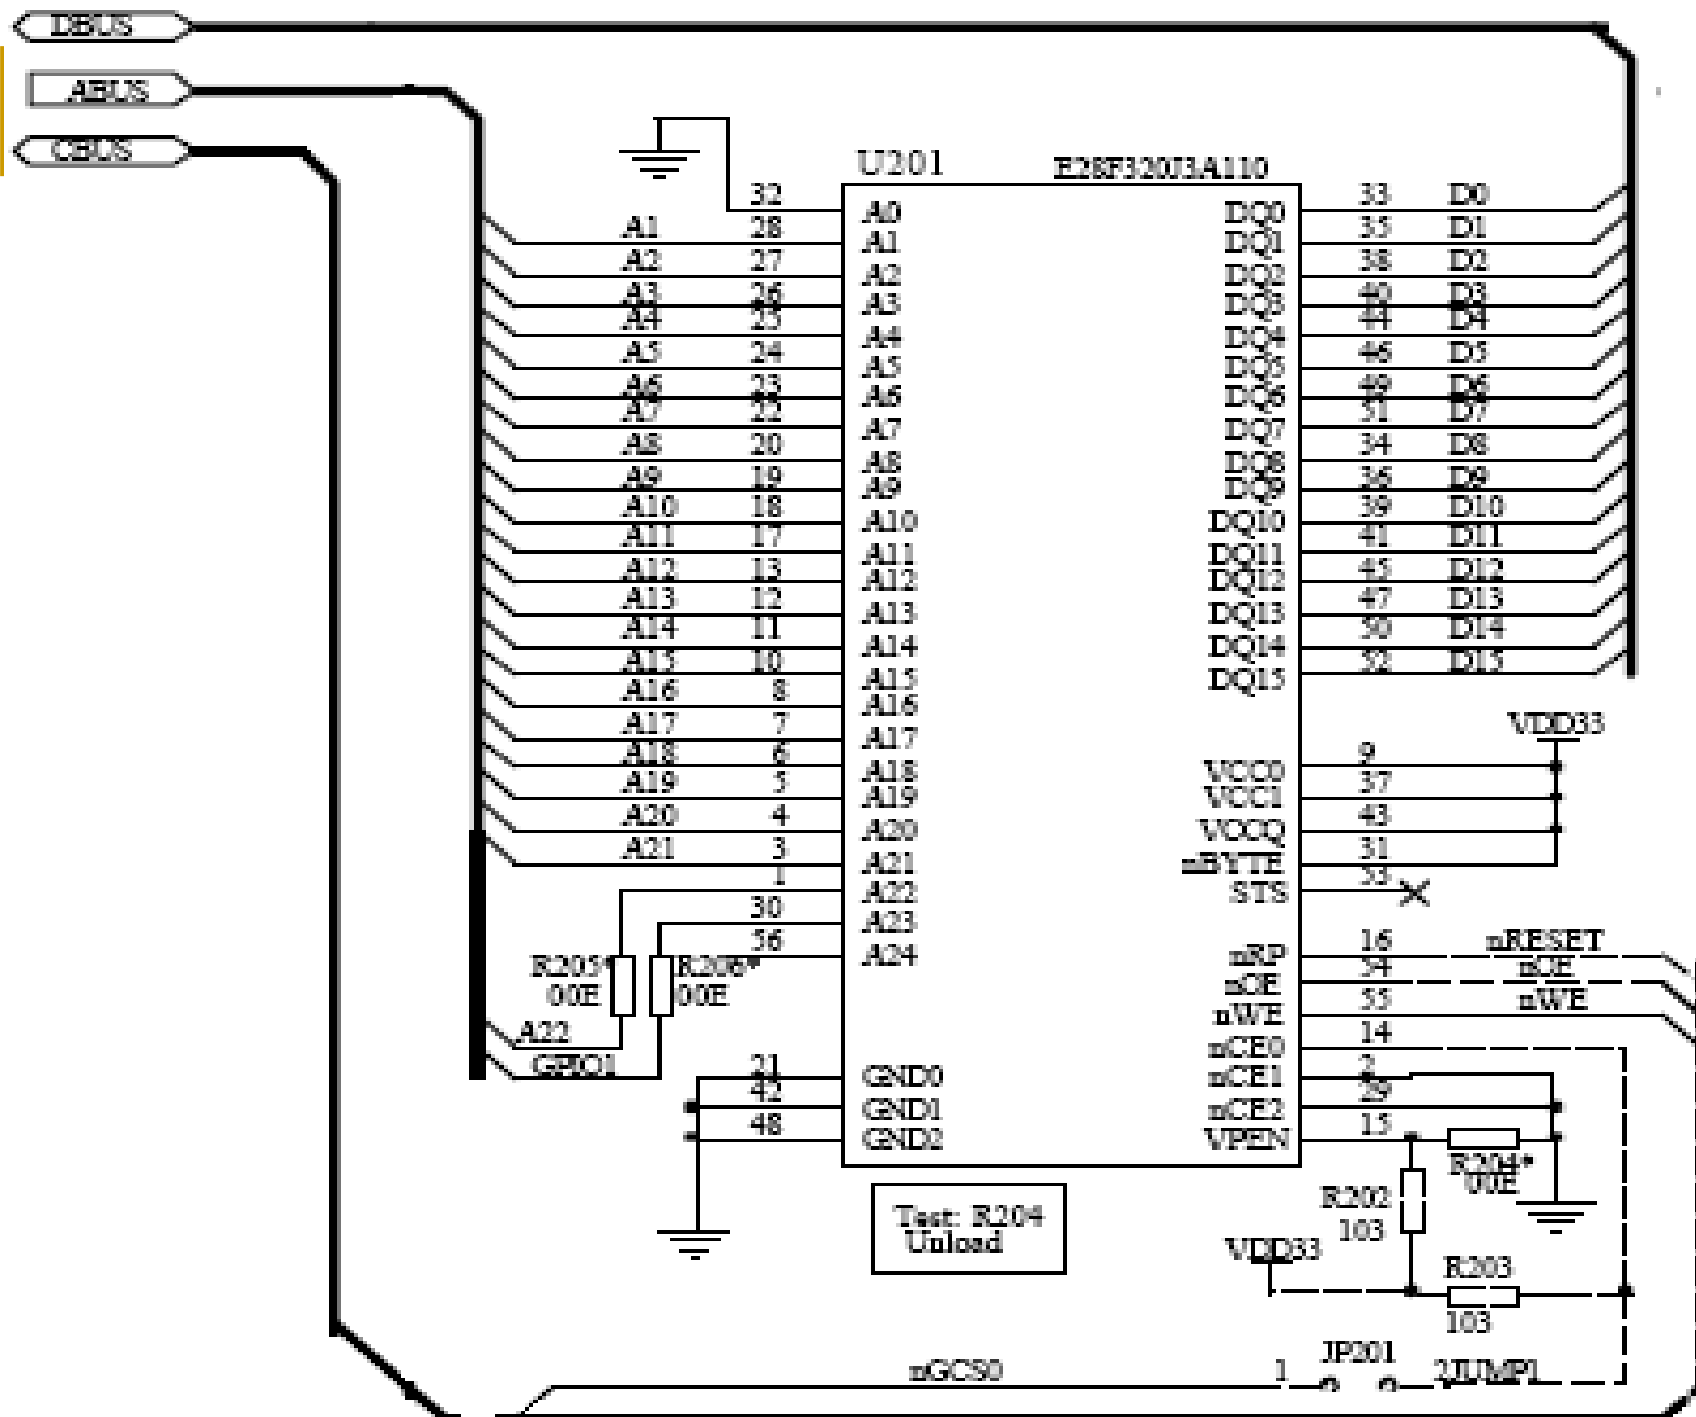 DBUS
ABUS
CBUS
U201 E28F320J3A110
32 A0 DQ0 33 D0
A1 28 A1 DQ1 35 D1
A2 27 A2 DQ2 38 D2
A3 26 A3 DQ3 40 D3
A4 25 A4 DQ4 44 D4
A5 24 A5 DQ5 46 D5
A6 23 A6 DQ6 49 D6
A7 22 A7 DQ7 51 D7
A8 20 A8 DQ8 34 D8
A9 19 A9 DQ9 36 D9
A10 18 A10 DQ10 39 D10
A11 17 A11 DQ11 41 D11
A12 13 A12 DQ12 45 D12
A13 12 A13 DQ13 47 D13
A14 11 A14 DQ14 50 D14
A15 10 A15 DQ15 52 D15
A16 8 A16
A17 7 A17 VDD33
A18 6 A18 VCC0 9
A19 5 A19 VCC1 37
A20 4 A20 VCCQ 43
A21 3 A21 nBYTE 31
1 A22 STS 53
30 A23
56 A24 nRP 16 nRESET
R205* R206* nOE 54 nOE
00E 00E nWE 55 nWE
A22 nCE0 14
GPIO1
21 GND0 nCE1 2
42 GND1 nCE2 29
48 GND2 VPEN 15
R204*
00E
Test: R204
Unload
R202
103
VDD33
R203
103
nGCS0 1 JP201 2 JUMP1